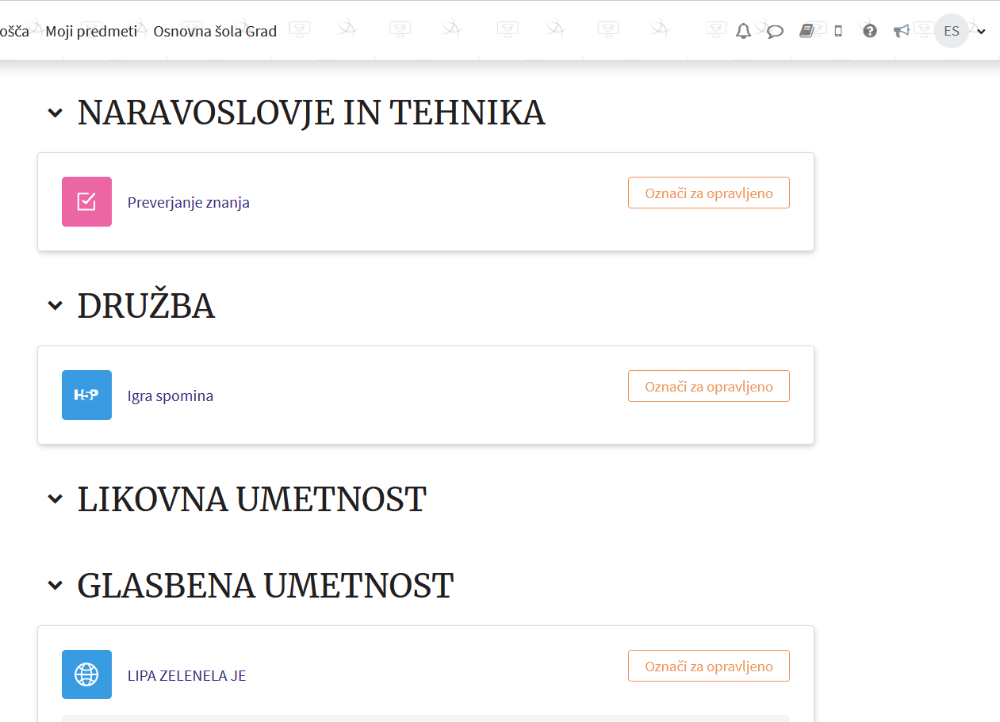 ošča Moji predmeti Osnovna šola Grad ES
NARAVOSLOVJE IN TEHNIKA
Preverjanje znanja Označi za opravljeno
DRUŽBA
H5P Igra spomina Označi za opravljeno
LIKOVNA UMETNOST
GLASBENA UMETNOST
LIPA ZELENELA JE Označi za opravljeno